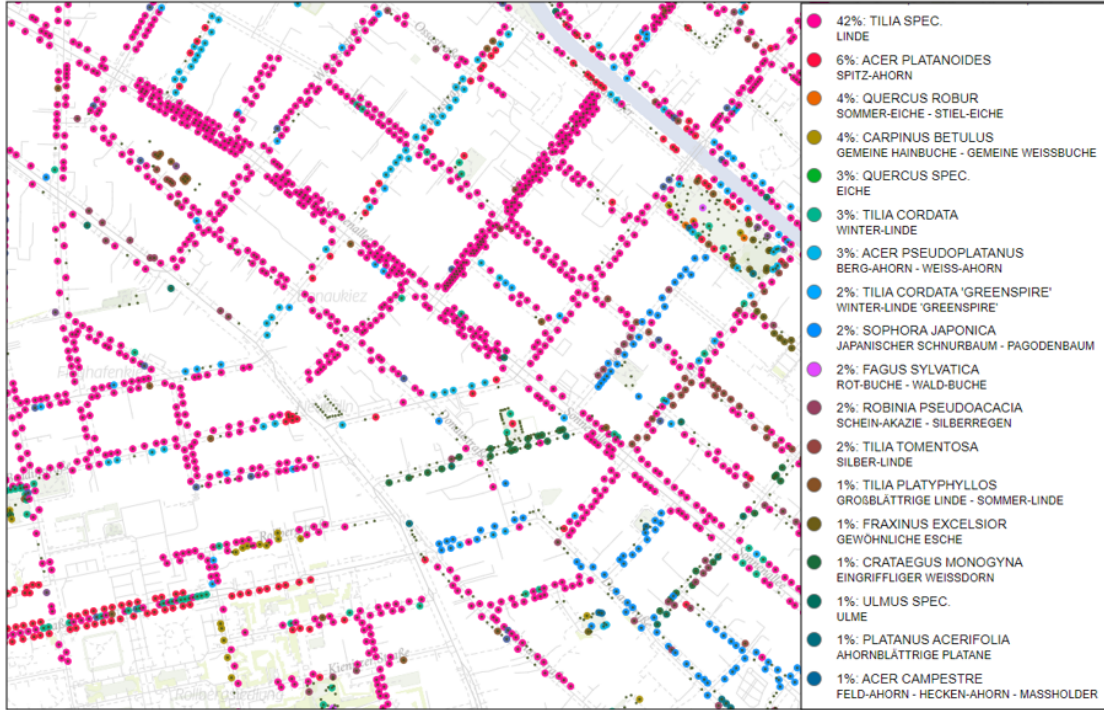 42%: TILIA SPEC.
LINDE
6%: ACER PLATANOIDES
SPITZ-AHORN
4%: QUERCUS ROBUR
SOMMER-EICHE - STIEL-EICHE
4%: CARPINUS BETULUS
GEMEINE HAINBUCHE - GEMEINE WEISSBUCHE
3%: QUERCUS SPEC.
EICHE
3%: TILIA CORDATA
WINTER-LINDE
3%: ACER PSEUDOPLATANUS
BERG-AHORN - WEISS-AHORN
2%: TILIA CORDATA 'GREENSPIRE'
WINTER-LINDE 'GREENSPIRE'
2%: SOPHORA JAPONICA
JAPANISCHER SCHNURBAUM - PAGODENBAUM
2%: FAGUS SYLVATICA
ROT-BUCHE - WALD-BUCHE
2%: ROBINIA PSEUDOACACIA
SCHEIN-AKAZIE - SILBERREGEN
2%: TILIA TOMENTOSA
SILBER-LINDE
1%: TILIA PLATYPHYLLOS
GROßBLÄTTRIGE LINDE - SOMMER-LINDE
1%: FRAXINUS EXCELSIOR
GEWÖHNLICHE ESCHE
1%: CRATAEGUS MONOGYNA
EINGRIFFLIGER WEISSDORN
1%: ULMUS SPEC.
ULME
1%: PLATANUS ACERIFOLIA
AHORNBLÄTTRIGE PLATANE
1%: ACER CAMPESTRE
FELD-AHORN - HECKEN-AHORN - MASSHOLDER